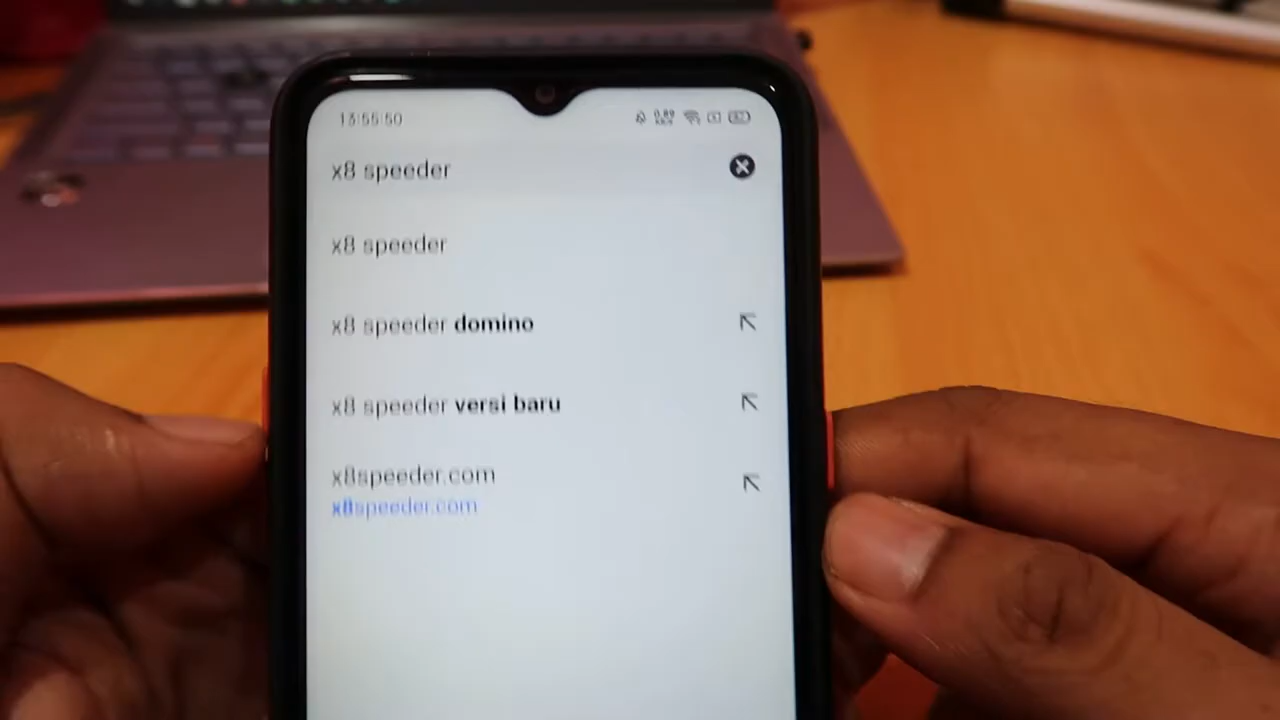 13:55:50
x8 speeder
x8 speeder
x8 speeder domino
x8 speeder versi baru
x8speeder.com
x8speeder.com